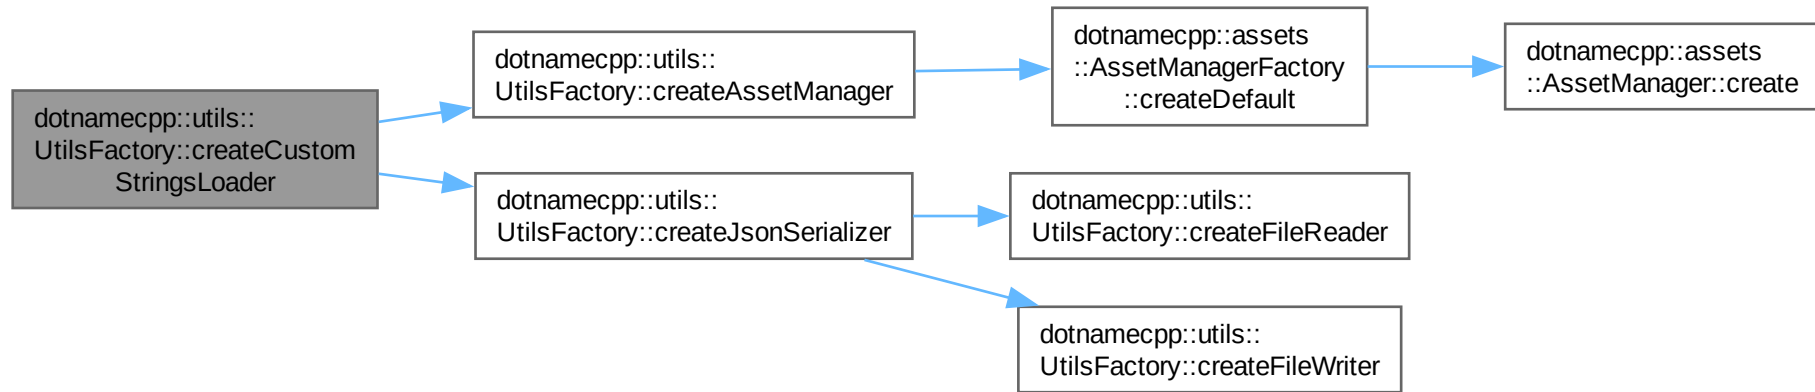 dotnamecpp::utils::
UtilsFactory::createCustom
StringsLoader
dotnamecpp::utils::
UtilsFactory::createAssetManager
dotnamecpp::assets
::AssetManagerFactory
::createDefault
dotnamecpp::assets
::AssetManager::create
dotnamecpp::utils::
UtilsFactory::createJsonSerializer
dotnamecpp::utils::
UtilsFactory::createFileReader
dotnamecpp::utils::
UtilsFactory::createFileWriter